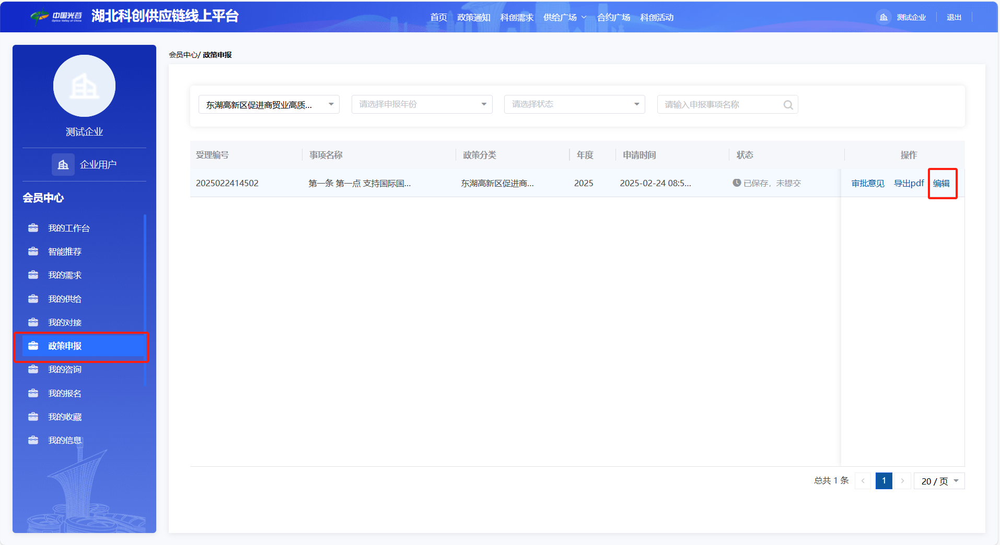 中国光谷
Optics Valley of China
湖北科创供应链线上平台
首页 政策通知 科创需求 供给广场 合约广场 科创活动
测试企业 退出
测试企业
企业用户
会员中心
我的工作台
智能推荐
我的需求
我的供给
我的对接
政策申报
我的咨询
我的报名
我的收藏
我的信息
会员中心/ 政策申报
东湖高新区促进商贸业高质... 请选择申报年份 请选择状态 请输入申报事项名称
受理编号 事项名称 政策分类 年度 申请时间 状态 操作
2025022414502 第一条 第一点 支持国际国... 东湖高新区促进商... 2025 2025-02-24 08:5... 已保存，未提交 审批意见 导出pdf 编辑
总共 1 条 < 1 > 20 / 页